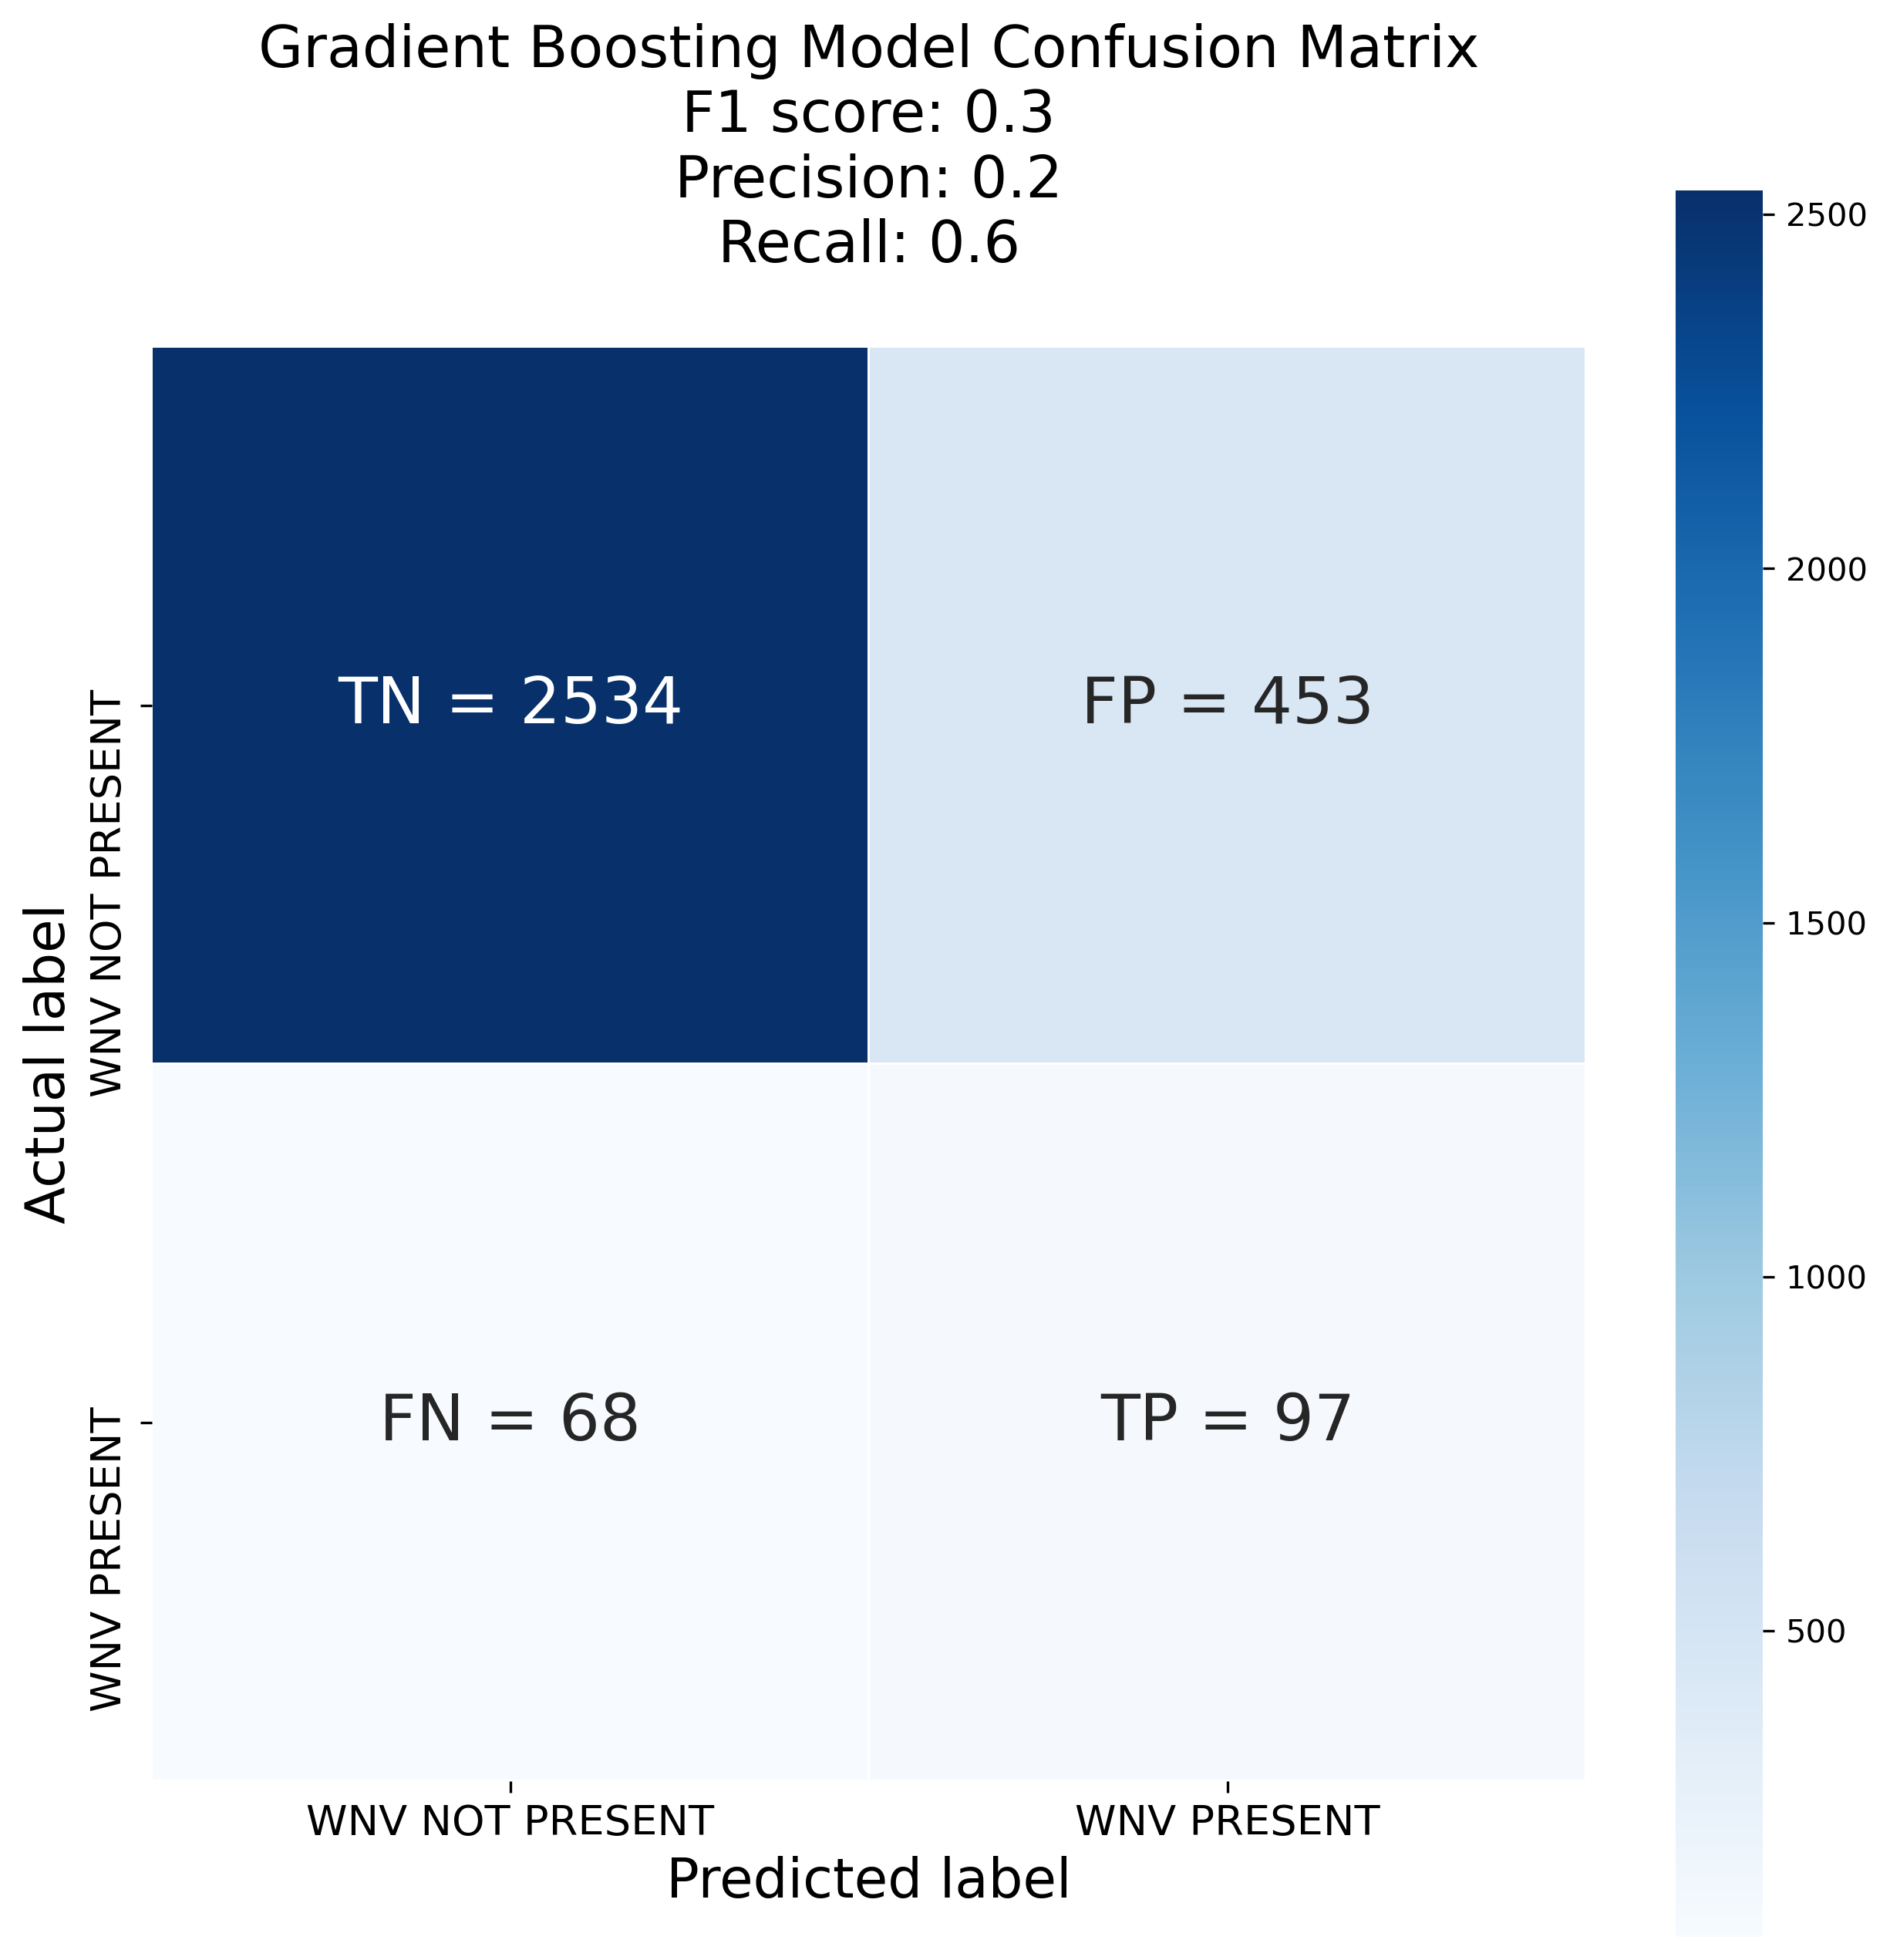 Gradient Boosting Model Confusion Matrix
F1 score: 0.3
Precision: 0.2
Recall: 0.6
TN = 2534
FP = 453
FN = 68
TP = 97
Actual label
WNV NOT PRESENT
WNV PRESENT
WNV NOT PRESENT
WNV PRESENT
Predicted label
2500
2000
1500
1000
500